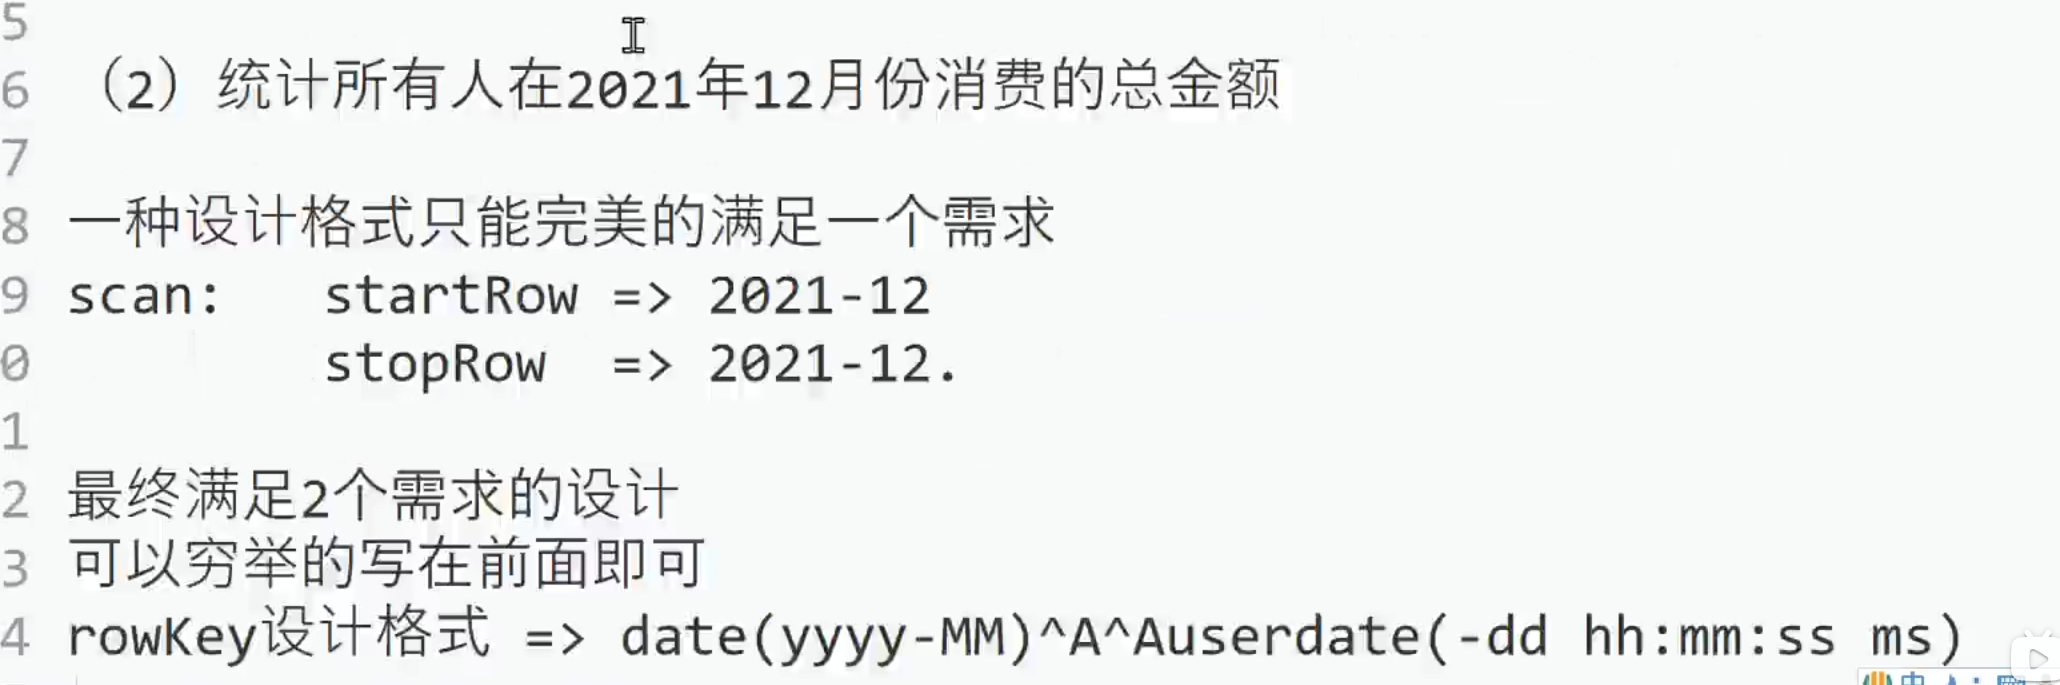 5
6 （2）统计所有人在2021年12月份消费的总金额
7
8 一种设计格式只能完美的满足一个需求
9 scan: startRow => 2021-12
0 stopRow => 2021-12.
1
2 最终满足2个需求的设计
3 可以穷举的写在前面即可
4 rowKey设计格式 => date(yyyy-MM)^A^Auserdate(-dd hh:mm:ss ms)
中